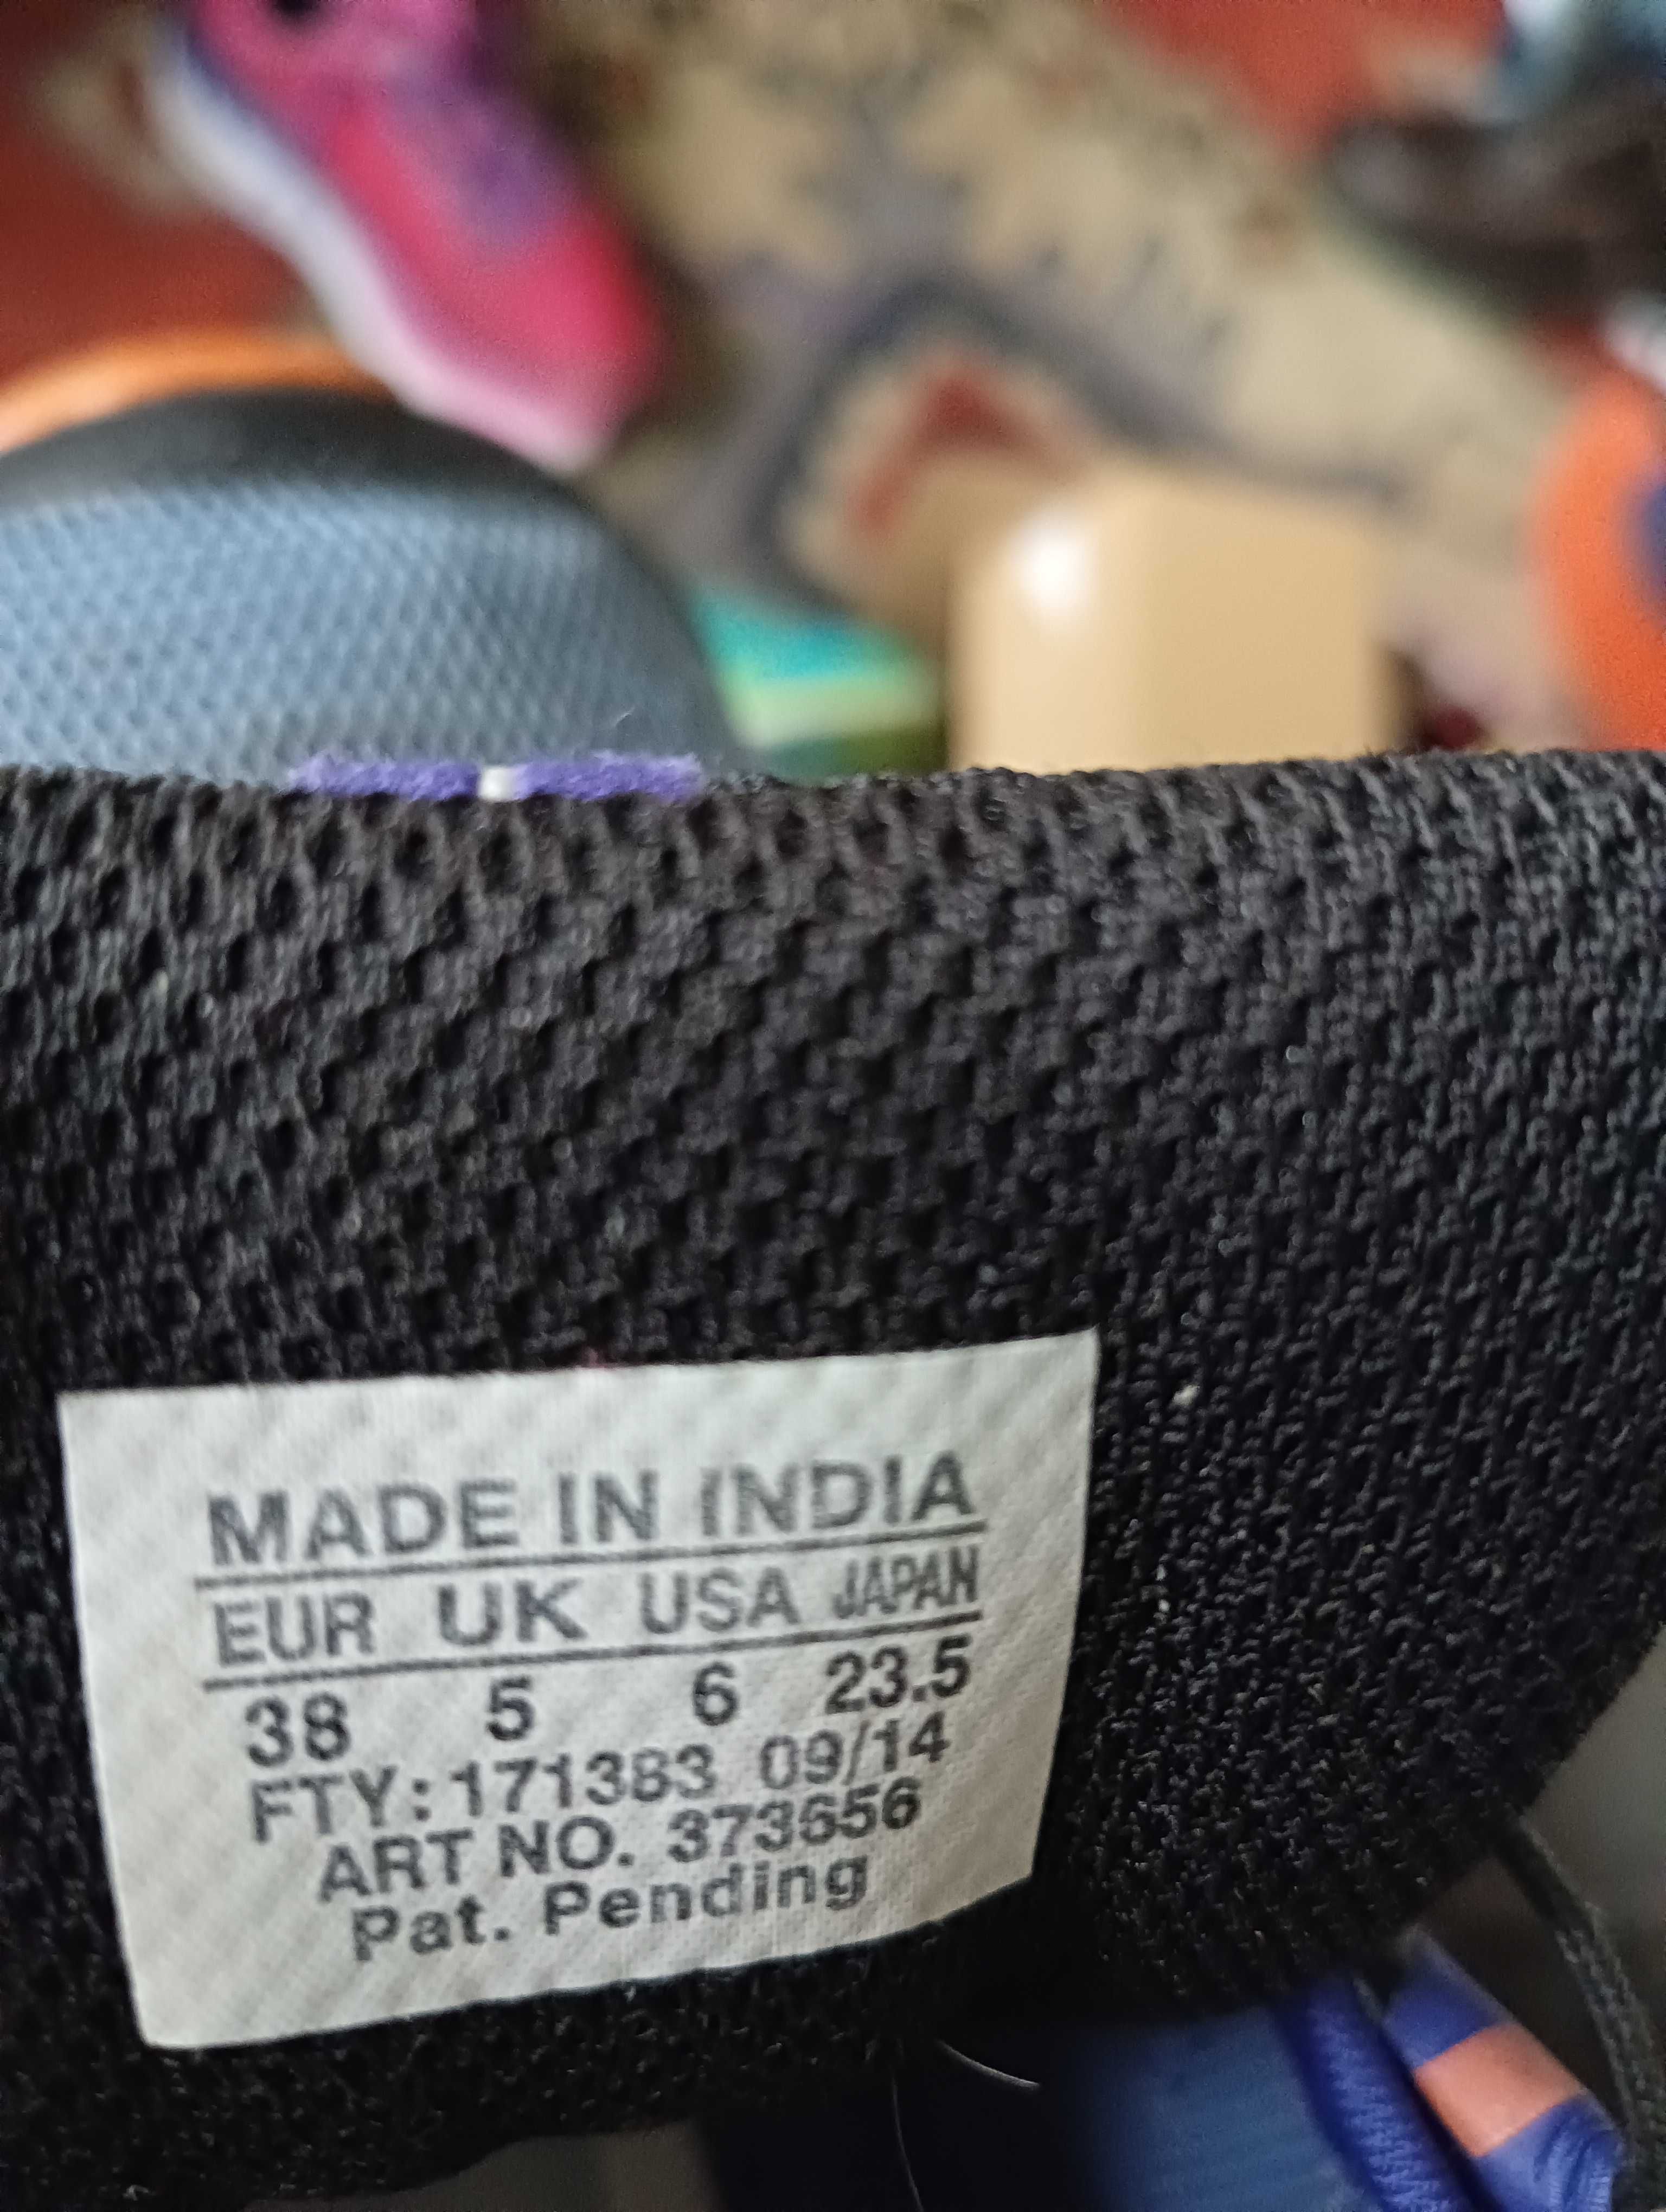 MADE IN INDIA
EUR UK USA JAPAN
38 5 6 23.5
FTY: 171383 09/14
ART NO. 373656
Pat. Pending